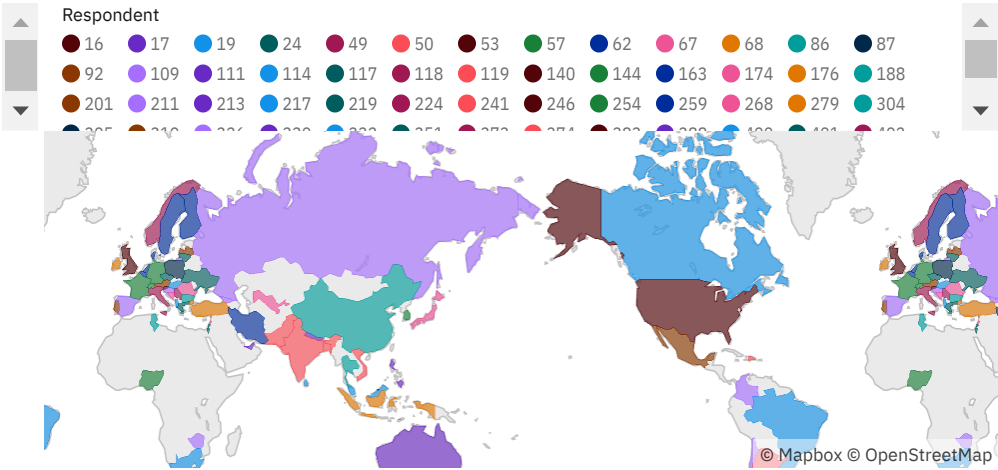 Respondent
16 17 19 24 49 50 53 57 62 67 68 86 87
92 109 111 114 117 118 119 140 144 163 174 176 188
201 211 213 217 219 224 241 246 254 259 268 279 304
© Mapbox © OpenStreetMap